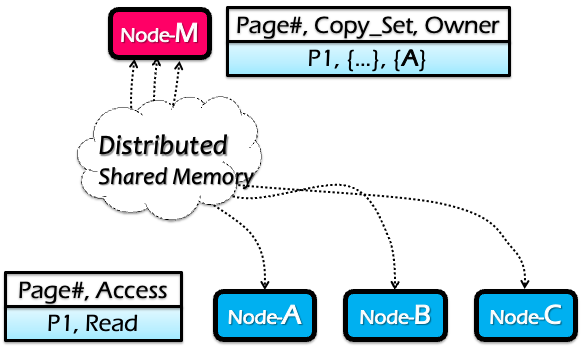 Node-M
Page#, Copy_Set, Owner
P1, {...}, {A}
Distributed
Shared Memory
Page#, Access
P1, Read
Node-A
Node-B
Node-C